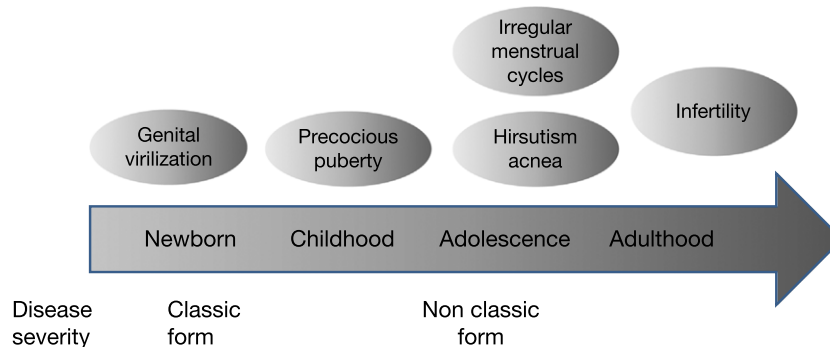 Irregular
menstrual
cycles
Genital
virilization
Precocious
puberty
Hirsutism
acnea
Infertility
Newborn Childhood Adolescence Adulthood
Disease
severity
Classic
form
Non classic
form